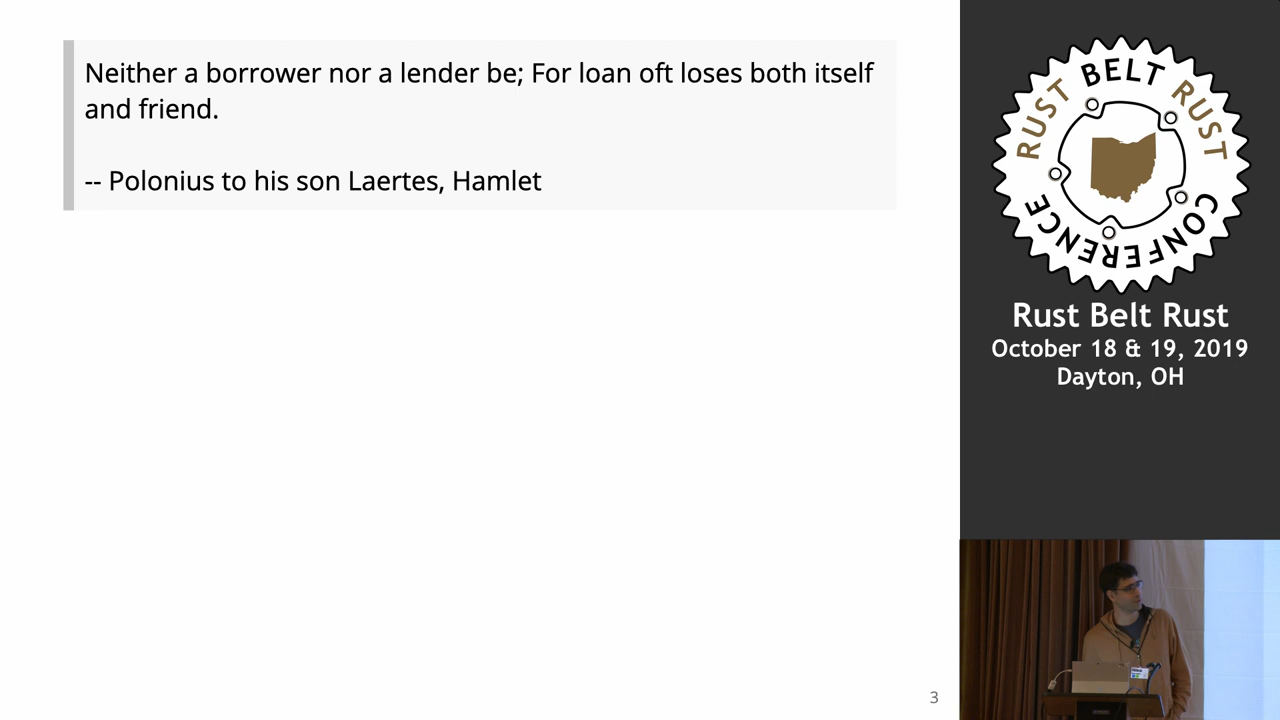 Neither a borrower nor a lender be; For loan oft loses both itself
and friend.
-- Polonius to his son Laertes, Hamlet
3
RUST BELT RUST
CONFERENCE
Rust Belt Rust
October 18 & 19, 2019
Dayton, OH